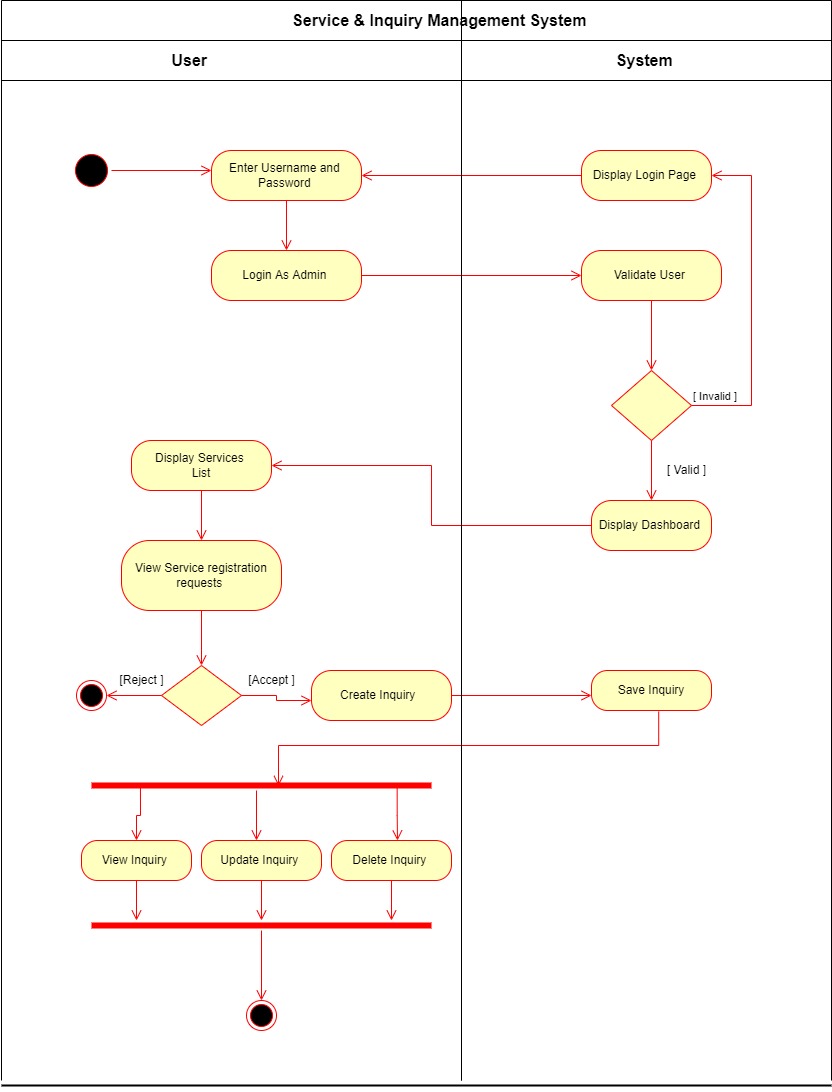 Service & Inquiry Management System
User
System
Enter Username and
Password
Display Login Page
Login As Admin
Validate User
[ Invalid ]
Display Services
List
[ Valid ]
Display Dashboard
View Service registration
requests
[Reject ]
[Accept ]
Create Inquiry
Save Inquiry
View Inquiry
Update Inquiry
Delete Inquiry